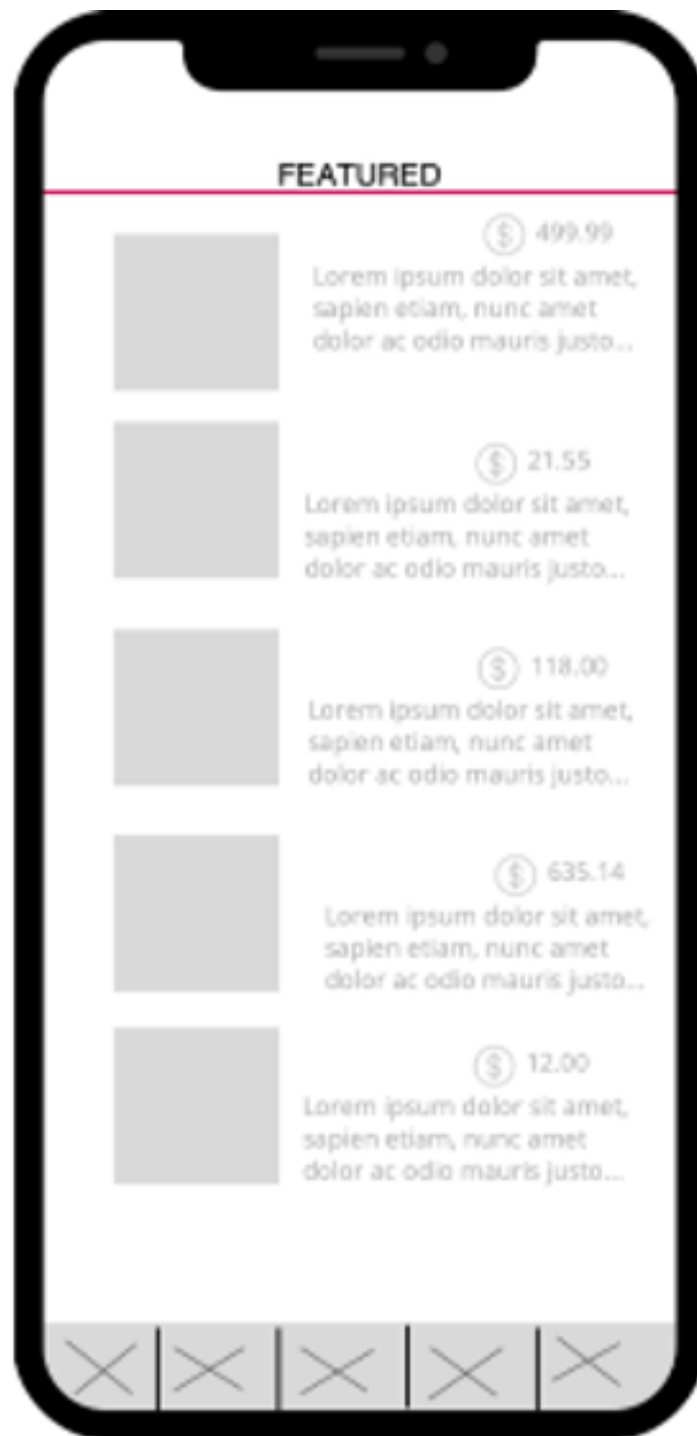 FEATURED
$ 499.99
Lorem ipsum dolor sit amet,
sapien etiam, nunc amet
dolor ac odio mauris justo...
$ 21.55
Lorem ipsum dolor sit amet,
sapien etiam, nunc amet
dolor ac odio mauris justo...
$ 118.00
Lorem ipsum dolor sit amet,
sapien etiam, nunc amet
dolor ac odio mauris justo...
$ 635.14
Lorem ipsum dolor sit amet,
sapien etiam, nunc amet
dolor ac odio mauris justo...
$ 12.00
Lorem ipsum dolor sit amet,
sapien etiam, nunc amet
dolor ac odio mauris justo...